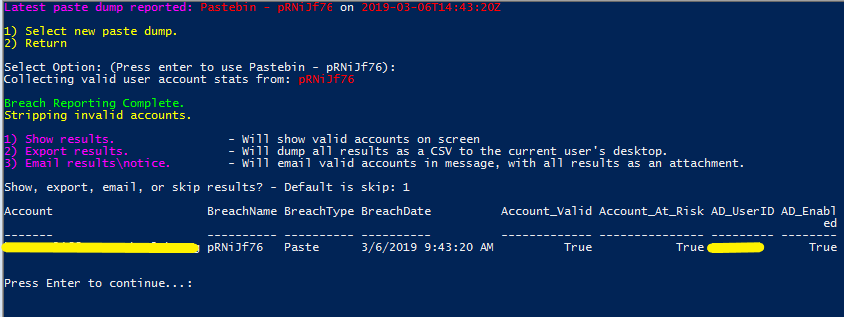 Latest paste dump reported: Pastebin - pRNiJf76 on 2019-03-06T14:43:20Z
1) Select new paste dump.
2) Return
Select Option: (Press enter to use Pastebin - pRNiJf76):
Collecting valid user account stats from: pRNiJf76
Breach Reporting Complete.
Stripping invalid accounts.
1) Show results. - Will show valid accounts on screen
2) Export results. - Will dump all results as a CSV to the current user's desktop.
3) Email results\notice. - Will email valid accounts in message, with all results as an attachment.
Show, export, email, or skip results? - Default is skip: 1
Account BreachName BreachType BreachDate Account_Valid Account_At_Risk AD_UserID AD_Enabl
ed
------- ---------- ---------- ---------- ------------- --------------- --------- --------
pRNiJf76 Paste 3/6/2019 9:43:20 AM True True True
Press Enter to continue...: